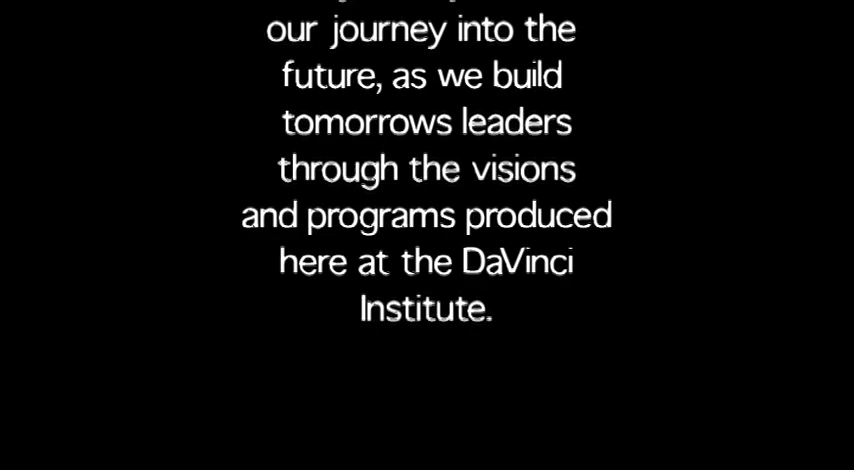 our journey into the
future, as we build
tomorrows leaders
through the visions
and programs produced
here at the DaVinci
Institute.